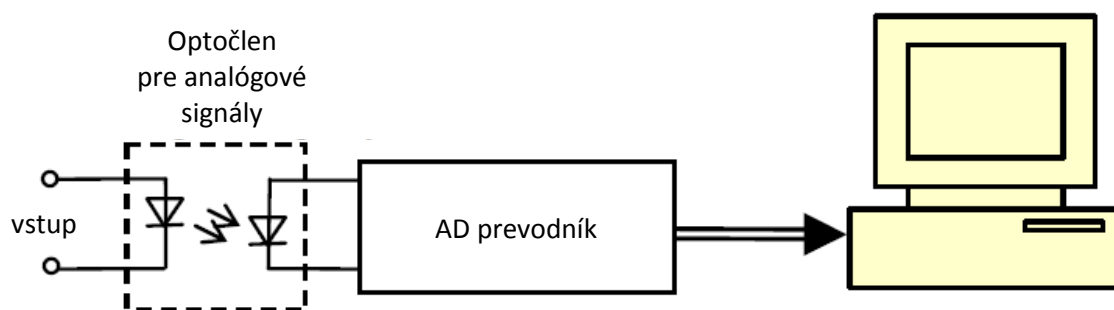 Optočlen
pre analógové
signály
vstup
AD prevodník